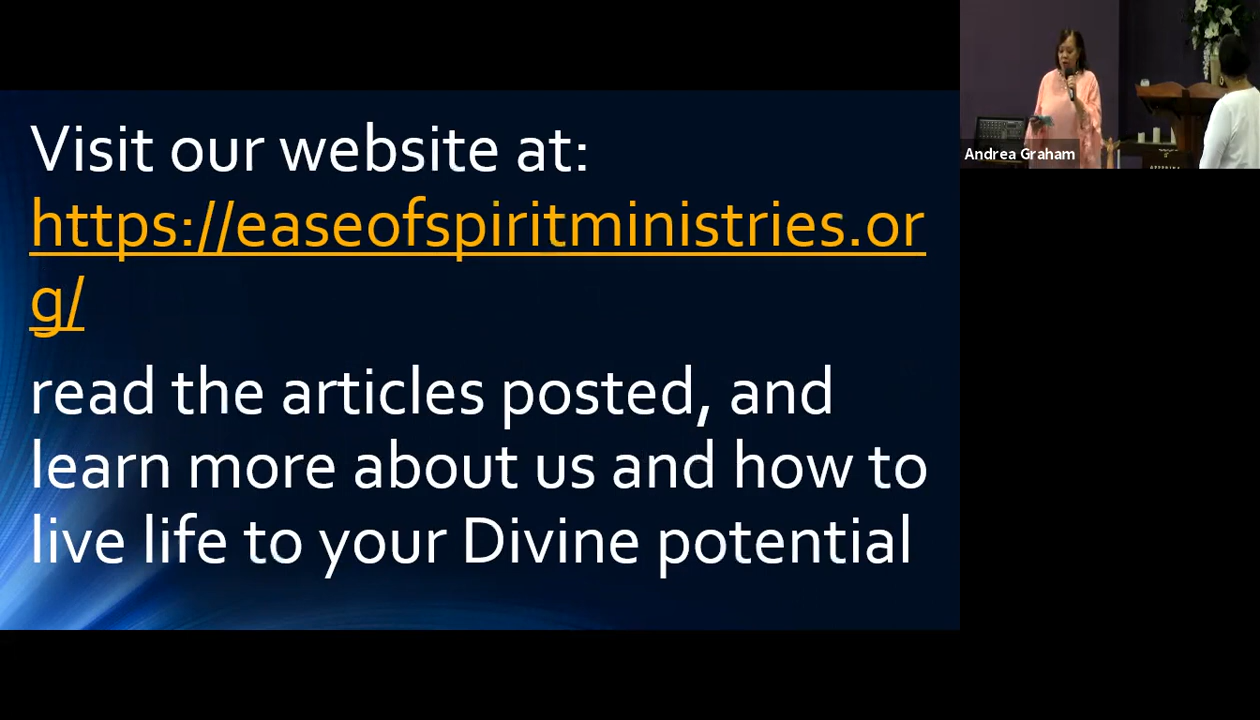 Visit our website at:
https://easeofspiritministries.or
g/
read the articles posted, and
learn more about us and how to
live life to your Divine potential
Andrea Graham